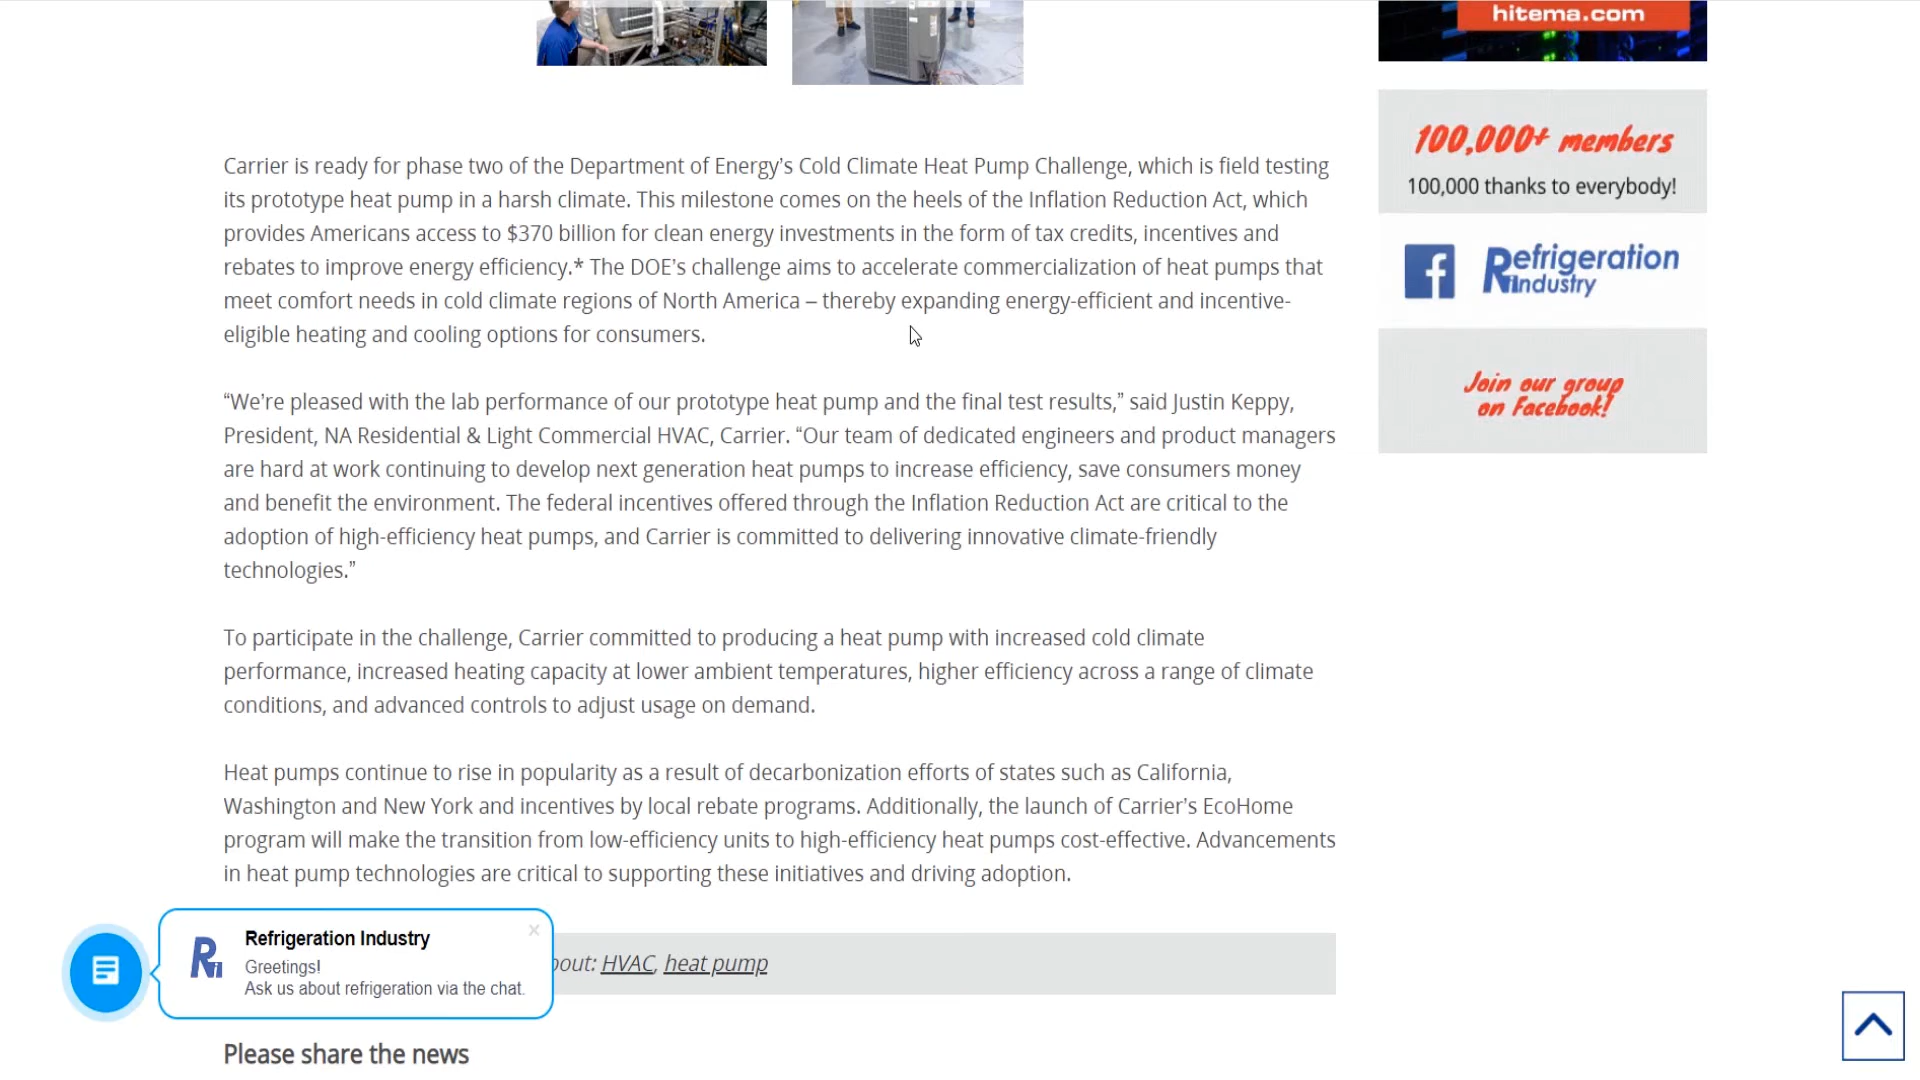 hitema.com
100,000+ members
100,000 thanks to everybody!
Refrigeration
Industry
Join our group
on Facebook!
Carrier is ready for phase two of the Department of Energy’s Cold Climate Heat Pump Challenge, which is field testing
its prototype heat pump in a harsh climate. This milestone comes on the heels of the Inflation Reduction Act, which
provides Americans access to $370 billion for clean energy investments in the form of tax credits, incentives and
rebates to improve energy efficiency.* The DOE’s challenge aims to accelerate commercialization of heat pumps that
meet comfort needs in cold climate regions of North America – thereby expanding energy-efficient and incentive-
eligible heating and cooling options for consumers.
“We’re pleased with the lab performance of our prototype heat pump and the final test results,” said Justin Keppy,
President, NA Residential & Light Commercial HVAC, Carrier. “Our team of dedicated engineers and product managers
are hard at work continuing to develop next generation heat pumps to increase efficiency, save consumers money
and benefit the environment. The federal incentives offered through the Inflation Reduction Act are critical to the
adoption of high-efficiency heat pumps, and Carrier is committed to delivering innovative climate-friendly
technologies.”
To participate in the challenge, Carrier committed to producing a heat pump with increased cold climate
performance, increased heating capacity at lower ambient temperatures, higher efficiency across a range of climate
conditions, and advanced controls to adjust usage on demand.
Heat pumps continue to rise in popularity as a result of decarbonization efforts of states such as California,
Washington and New York and incentives by local rebate programs. Additionally, the launch of Carrier’s EcoHome
program will make the transition from low-efficiency units to high-efficiency heat pumps cost-effective. Advancements
in heat pump technologies are critical to supporting these initiatives and driving adoption.
HVAC, heat pump
Refrigeration Industry
Greetings!
Ask us about refrigeration via the chat.
Please share the news